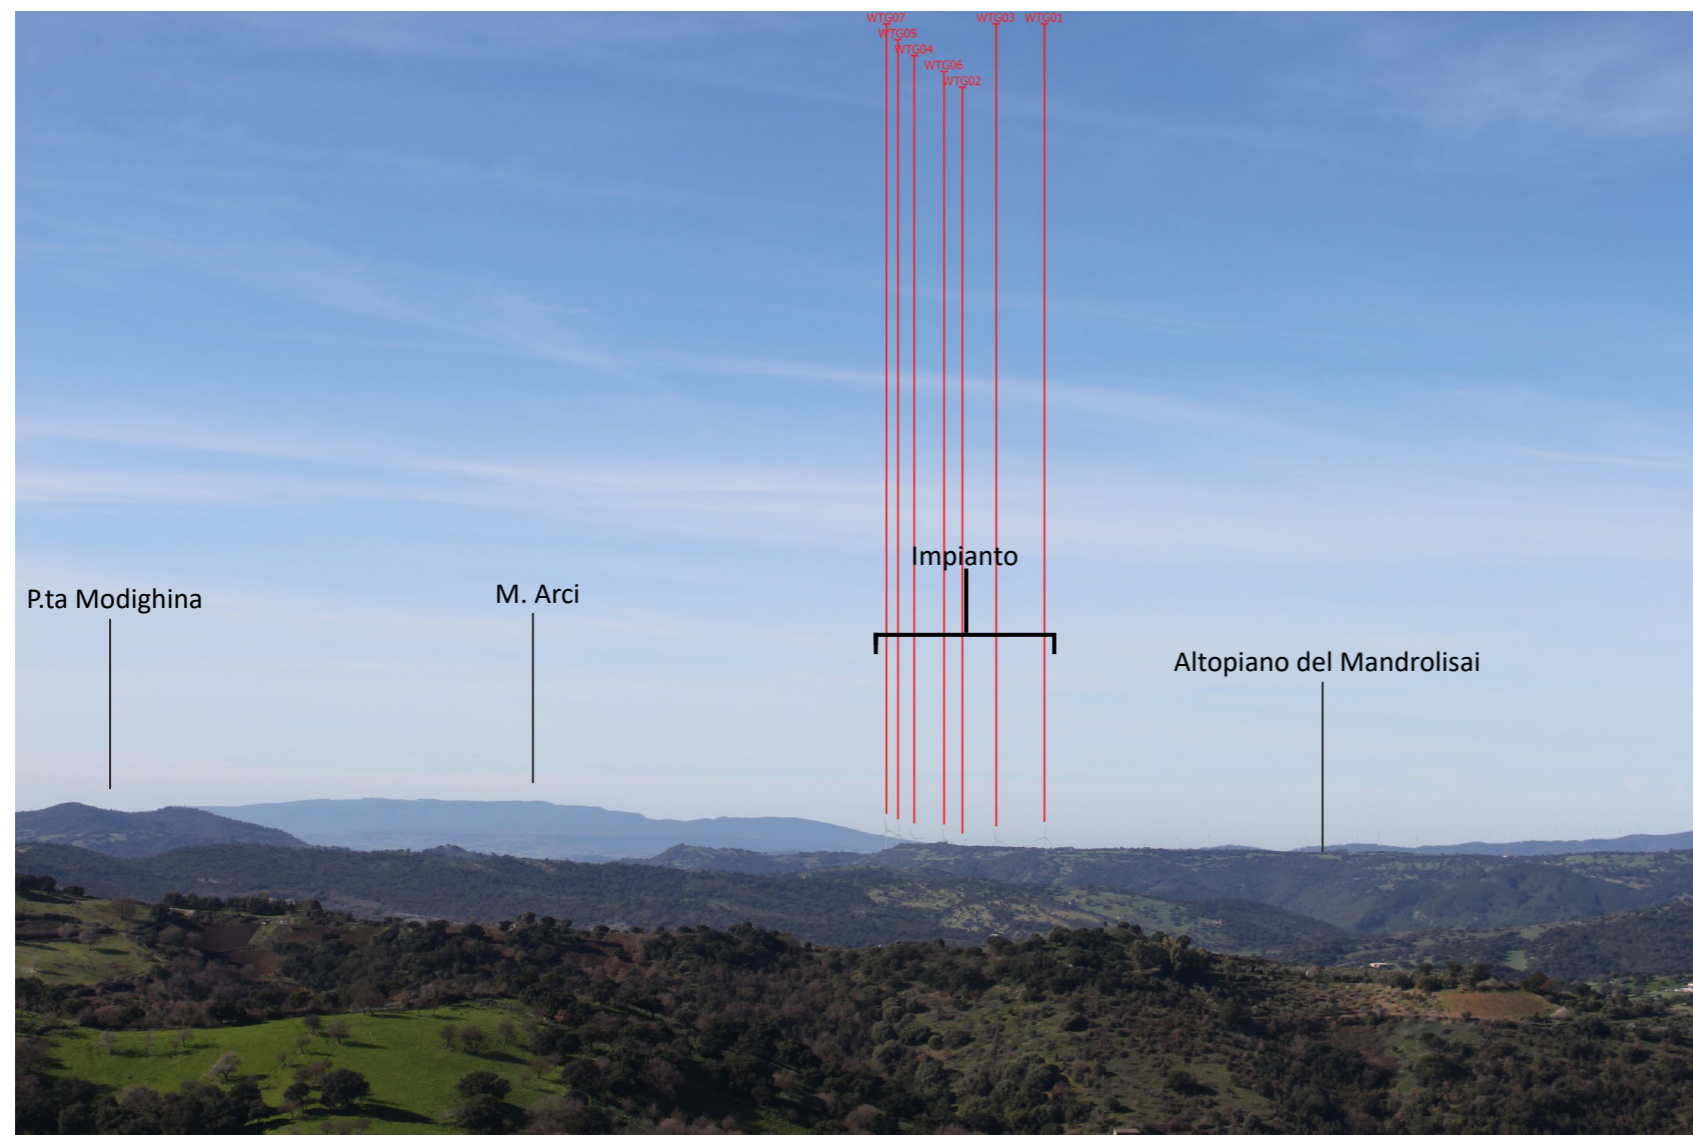 WTG07 WTG03 WTG01
WTG05
WTG04
WTG06
WTG02
Impianto
M. Arci
P.ta Modighina
Altopiano del Mandrolisai